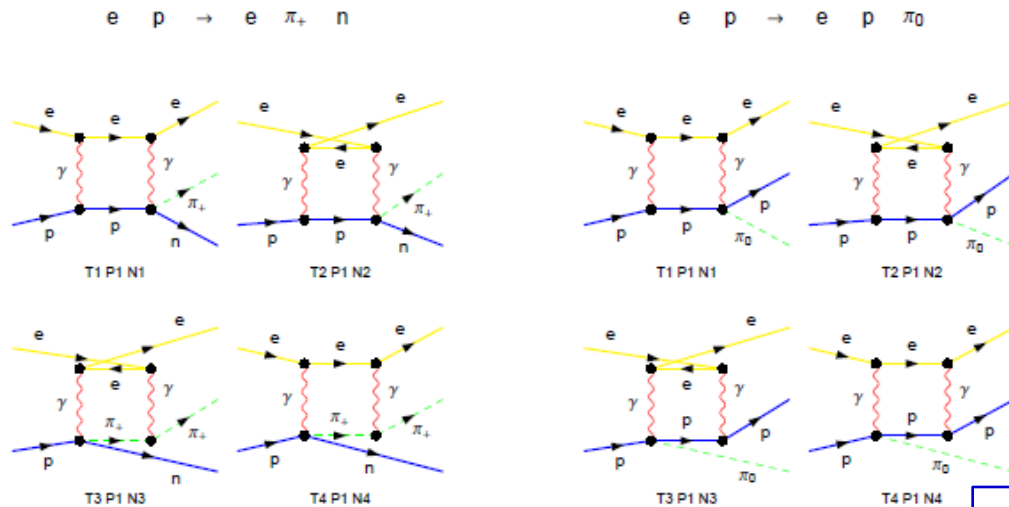 e p → e π+ n
e p → e p π0
e e e
γ γ
p p π+ n
T1 P1 N1
e e
e
γ γ
p p π+ n
T2 P1 N2
e e e
γ γ
p p p π0
T1 P1 N1
e e
e
γ γ
p p p π0
T2 P1 N2
e e
e
γ γ
π+ π+
p n
T3 P1 N3
e e e
γ γ
π+ π+
p n
T4 P1 N4
e e
e
γ γ
p p p
π0
T3 P1 N3
e e e
γ γ
p p p
π0
T4 P1 N4